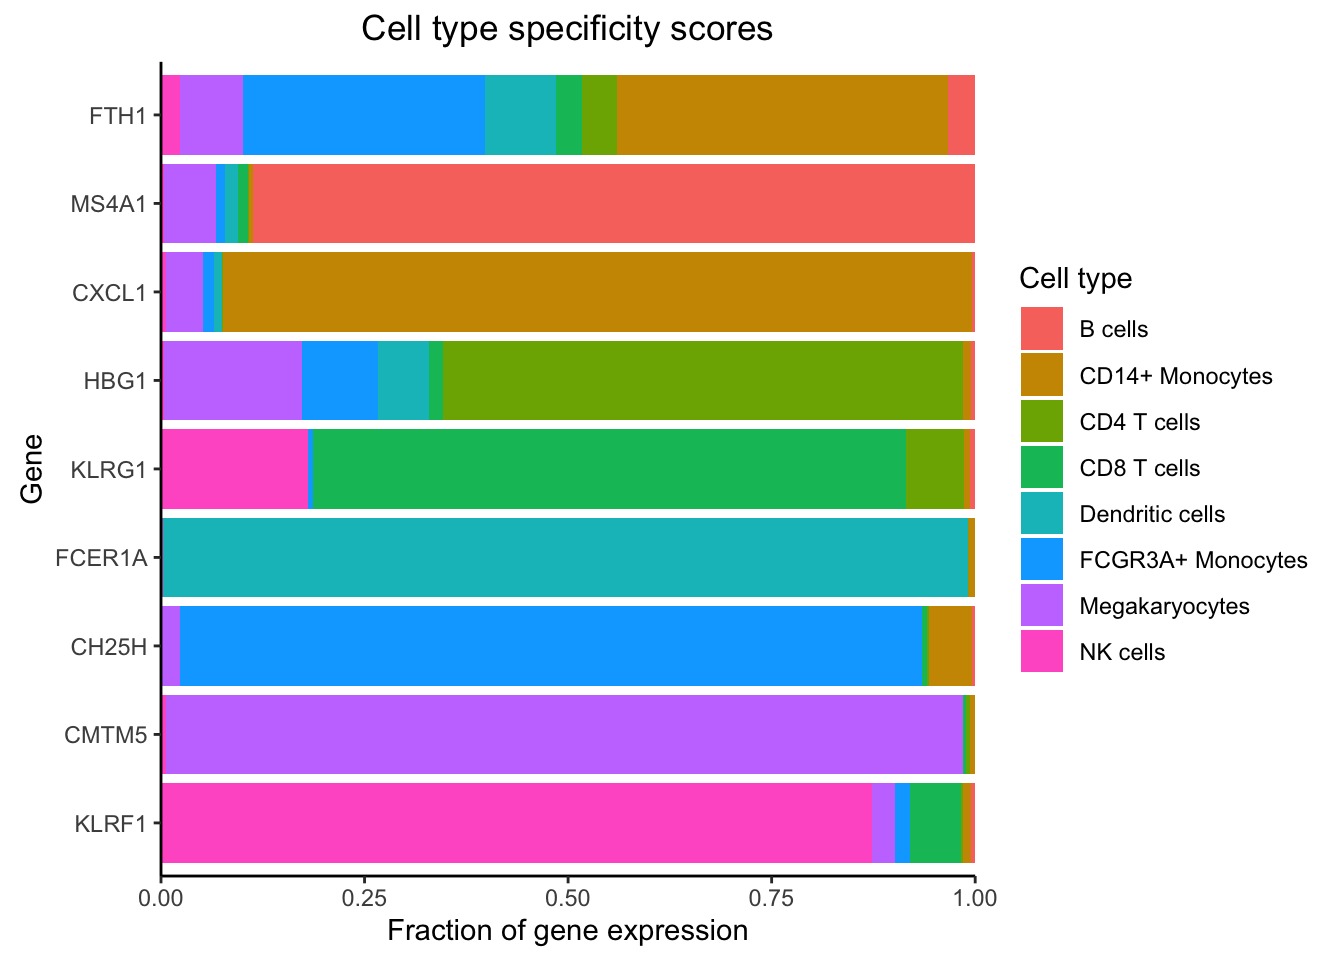 Cell type specificity scores
FTH1
MS4A1
CXCL1
HBG1
KLRG1
FCER1A
CH25H
CMTM5
KLRF1
Gene
0.00
0.25
0.50
0.75
1.00
Fraction of gene expression
Cell type
B cells
CD14+ Monocytes
CD4 T cells
CD8 T cells
Dendritic cells
FCGR3A+ Monocytes
Megakaryocytes
NK cells